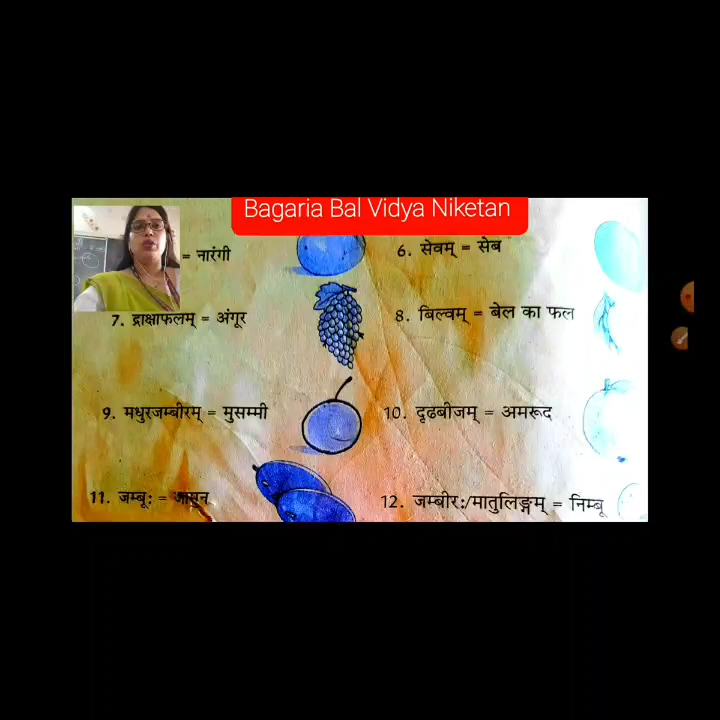 Bagaria Bal Vidya Niketan
= नारंगी
6. सेवम् = सेब
7. द्राक्षाफलम् = अंगूर
8. बिल्वम् = बेल का फल
9. मधुरजम्बीरम् = मुसम्मी
10. दृढबीजम् = अमरूद
11. जम्बू: = जामुन
12. जम्बीर:/मातुलिङ्गम् = निम्बू